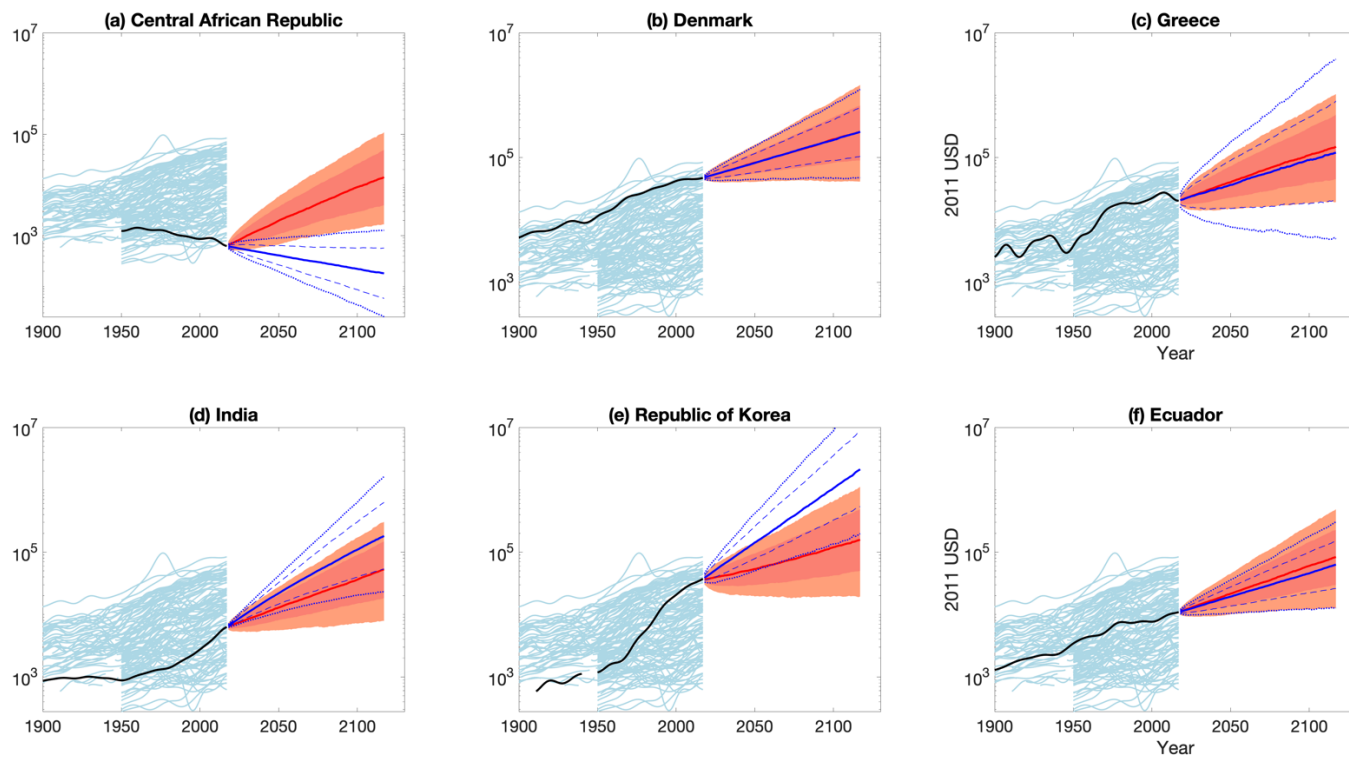 (a) Central African Republic
10^7
10^5
10^3
1900 1950 2000 2050 2100
(b) Denmark
10^7
10^5
10^3
1900 1950 2000 2050 2100
(c) Greece
10^7
10^5
10^3
2011 USD
1900 1950 2000 2050 2100
Year
(d) India
10^7
10^5
10^3
1900 1950 2000 2050 2100
(e) Republic of Korea
10^7
10^5
10^3
1900 1950 2000 2050 2100
(f) Ecuador
10^7
10^5
10^3
2011 USD
1900 1950 2000 2050 2100
Year